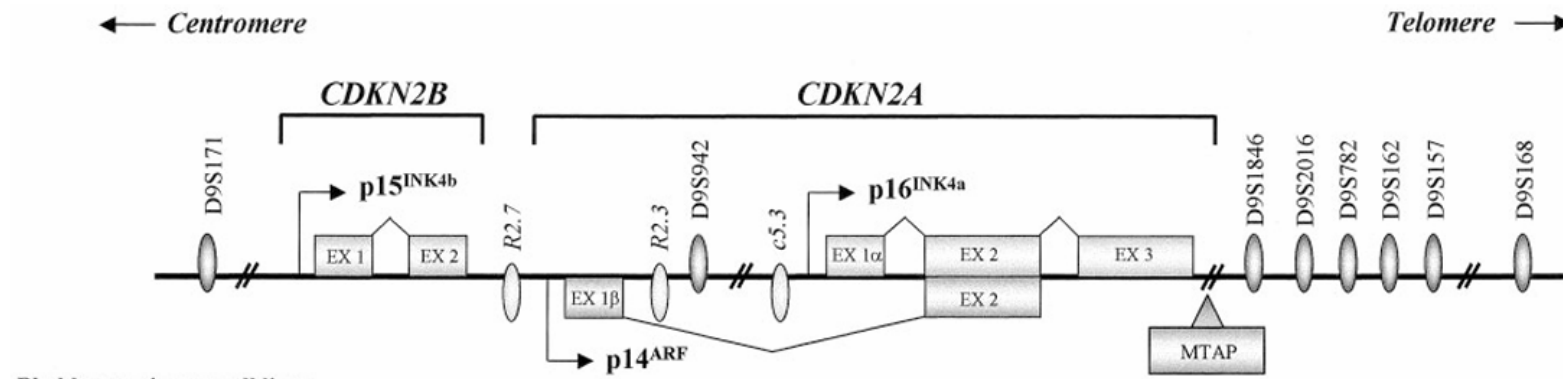 Centromere
Telomere
CDKN2B
CDKN2A
D9S171
p15INK4b
R2.7
R2.3
D9S942
c5.3
p16INK4a
D9S1846
D9S2016
D9S782
D9S162
D9S157
D9S168
EX 1
EX 2
EX 1α
EX 2
EX 3
EX 1β
EX 2
p14ARF
MTAP